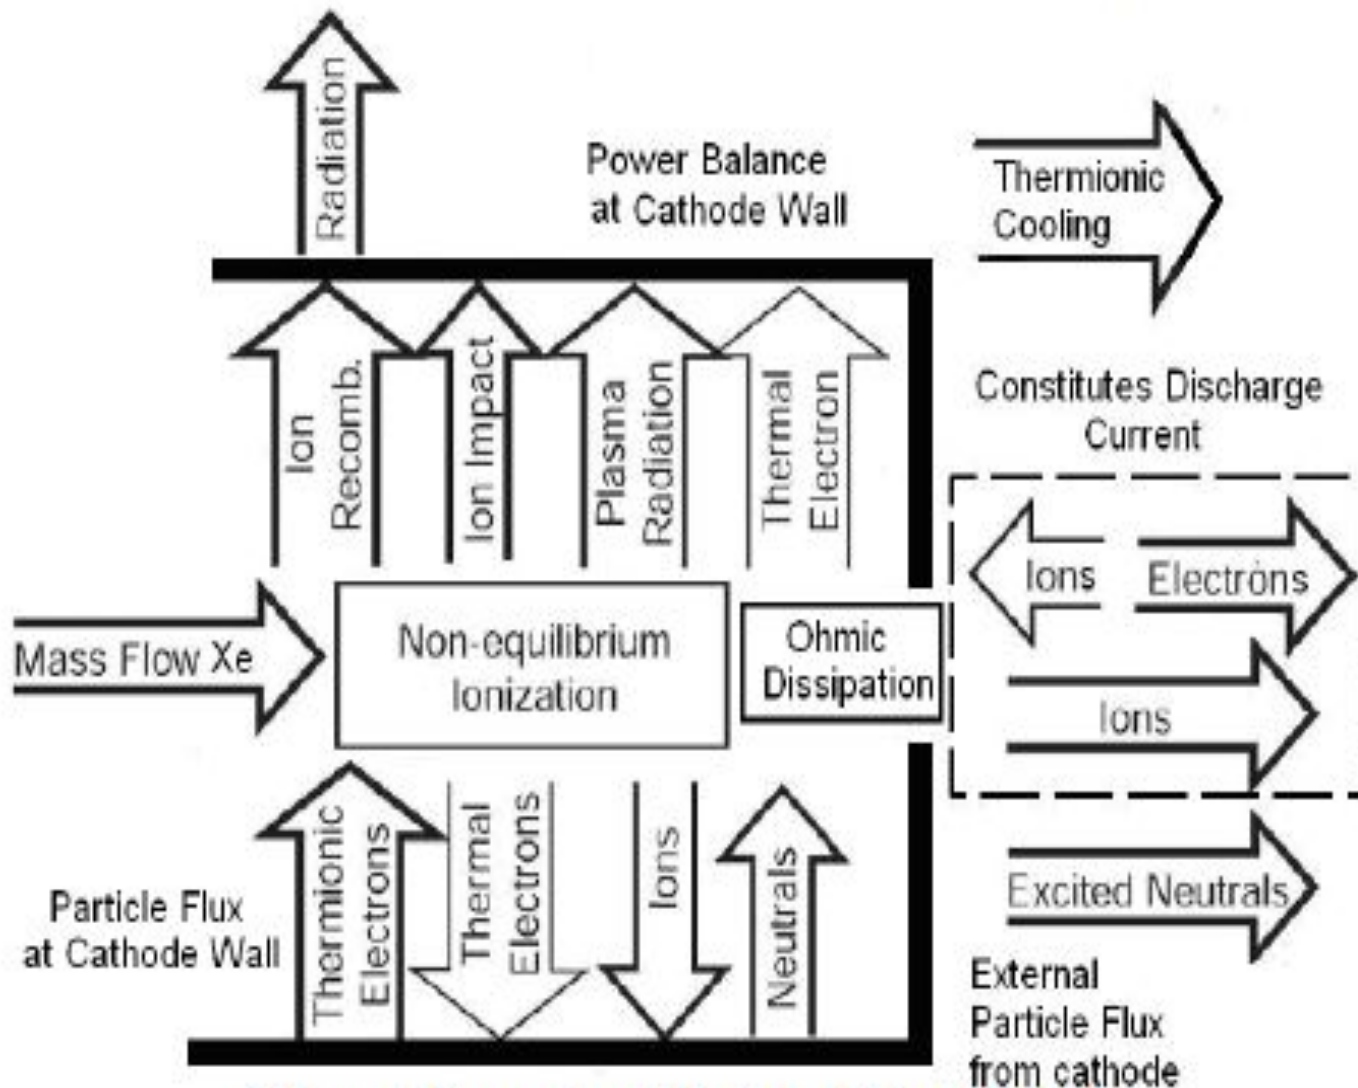 Radiation
Power Balance
at Cathode Wall
Thermionic
Cooling
Ion
Recomb.
Ion Impact
Plasma
Radiation
Thermal
Electron
Constitutes Discharge
Current
Ions
Electrons
Mass Flow Xe
Non-equilibrium
Ionization
Ohmic
Dissipation
Ions
Particle Flux
at Cathode Wall
Thermionic
Electrons
Thermal
Electrons
Ions
Neutrals
Excited Neutrals
External
Particle Flux
from cathode